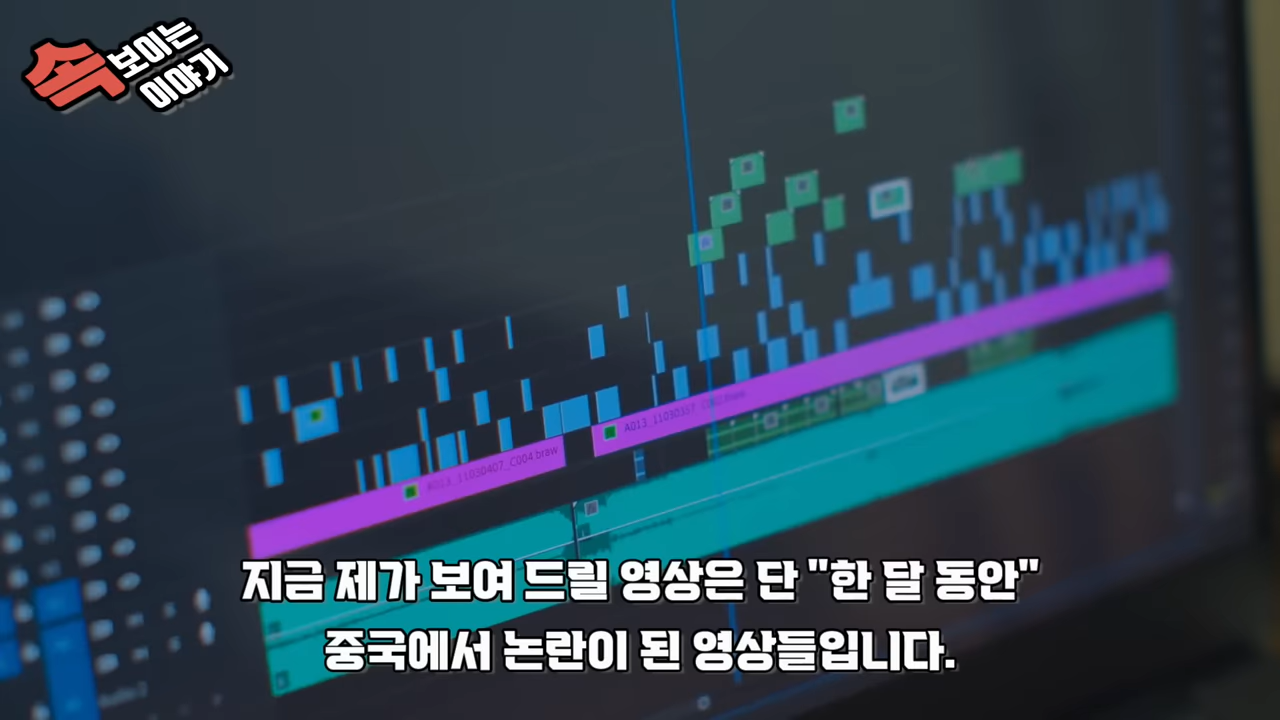 속보이는
이야기
A013_11030407_C004.braw
지금 제가 보여 드릴 영상은 단 "한 달 동안"
중국에서 논란이 된 영상들입니다.